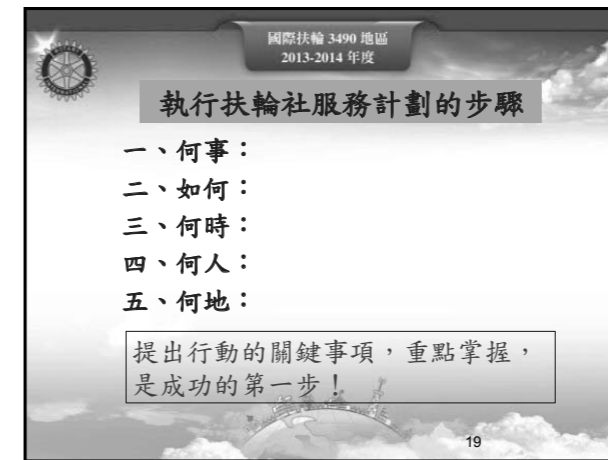 國際扶輪 3490 地區
2013-2014 年度
執行扶輪社服務計劃的步驟
一、何事：
二、如何：
三、何時：
四、何人：
五、何地：
提出行動的關鍵事項，重點掌握，
是成功的第一步！
19